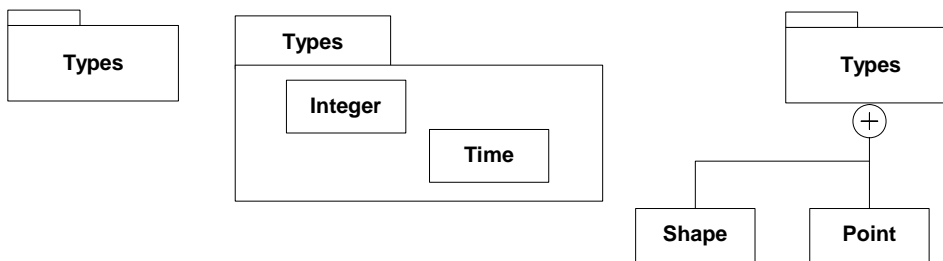 Types
Types
Integer
Time
Types
Shape
Point